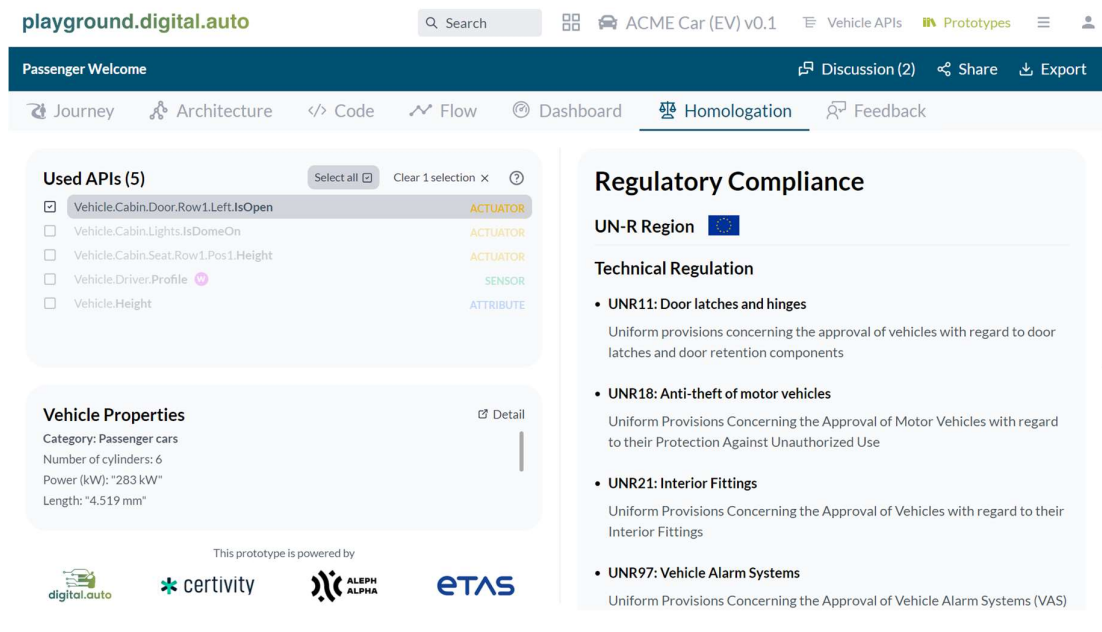 playground.digital.auto
Search
ACME Car (EV) v0.1
Vehicle APIs
Prototypes
Passenger Welcome
Discussion (2)
Share
Export
Journey
Architecture
</> Code
Flow
Dashboard
Homologation
Feedback
Used APIs (5)
Select all
Clear 1 selection ×
Vehicle.Cabin.Door.Row1.Left.IsOpen ACTUATOR
Vehicle.Cabin.Lights.IsDomeOn ACTUATOR
Vehicle.Cabin.Seat.Row1.Pos1.Height ACTUATOR
Vehicle.Driver.Profile W SENSOR
Vehicle.Height ATTRIBUTE
Vehicle Properties
Detail
Category: Passenger cars
Number of cylinders: 6
Power (kW): "283 kW"
Length: "4.519 mm"
This prototype is powered by
digital.auto
certivity
ALEPH
ALPHA
etas
Regulatory Compliance
UN-R Region
Technical Regulation
• UNR11: Door latches and hinges
Uniform provisions concerning the approval of vehicles with regard to door
latches and door retention components
• UNR18: Anti-theft of motor vehicles
Uniform Provisions Concerning the Approval of Motor Vehicles with regard
to their Protection Against Unauthorized Use
• UNR21: Interior Fittings
Uniform Provisions Concerning the Approval of Vehicles with regard to their
Interior Fittings
• UNR97: Vehicle Alarm Systems
Uniform Provisions Concerning the Approval of Vehicle Alarm Systems (VAS)